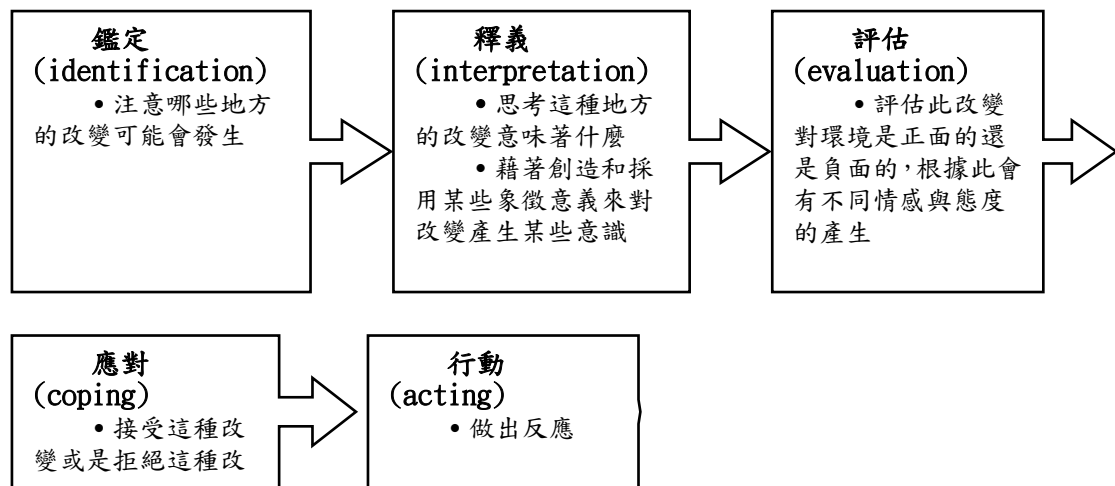 鑑定
(identification)
• 注意哪些地方
的改變可能會發生
釋義
(interpretation)
• 思考這種地方
的改變意味著什麼
• 藉著創造和採
用某些象徵意義來對
改變產生某些意識
評估
(evaluation)
• 評估此改變
對環境是正面的還
是負面的，根據此會
有不同情感與態度
的產生
應對
(coping)
• 接受這種改
變或是拒絕這種改
行動
(acting)
• 做出反應